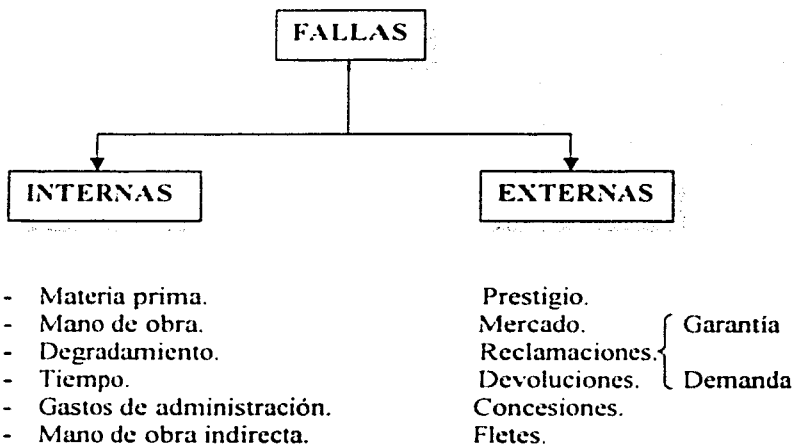 FALLAS
INTERNAS
EXTERNAS
- Materia prima.
- Mano de obra.
- Degradamiento.
- Tiempo.
- Gastos de administración.
- Mano de obra indirecta.
Prestigio.
Mercado.
Reclamaciones.
Devoluciones.
Concesiones.
Fletes.
Garantía
Demanda